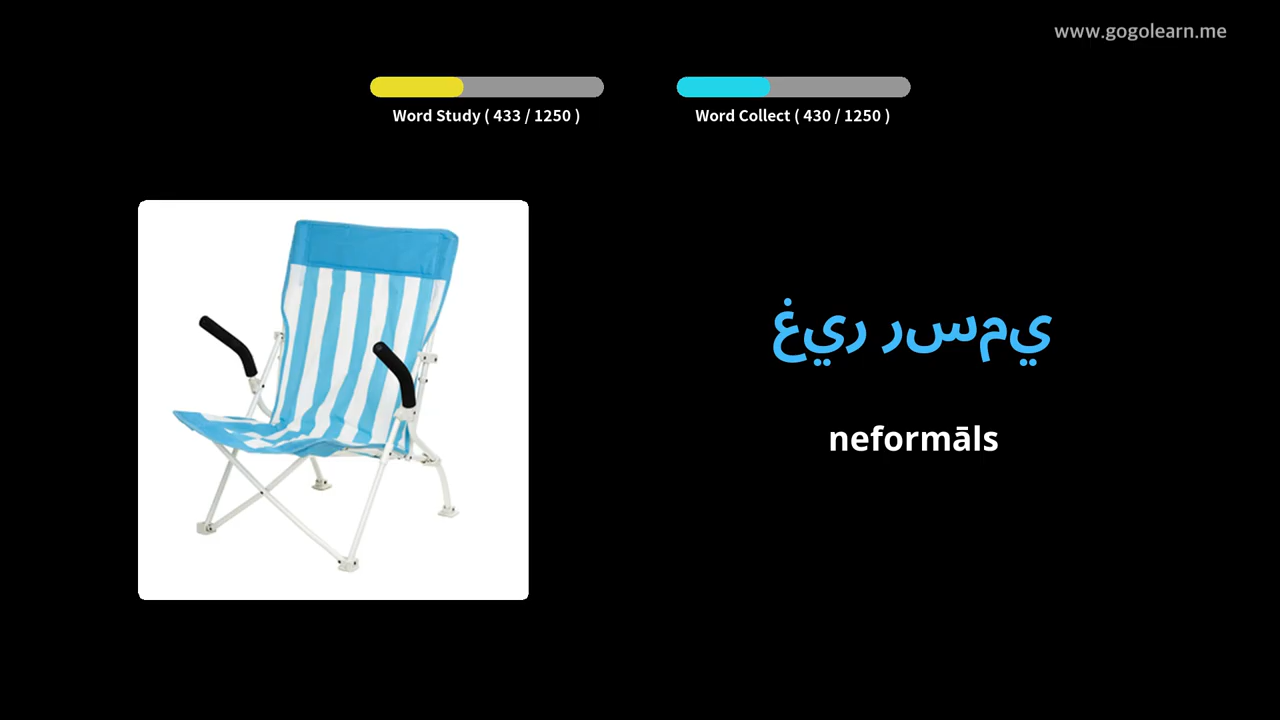 www.gogolearn.me
Word Study ( 433 / 1250 )
Word Collect ( 430 / 1250 )
غير رسمي
neformāls